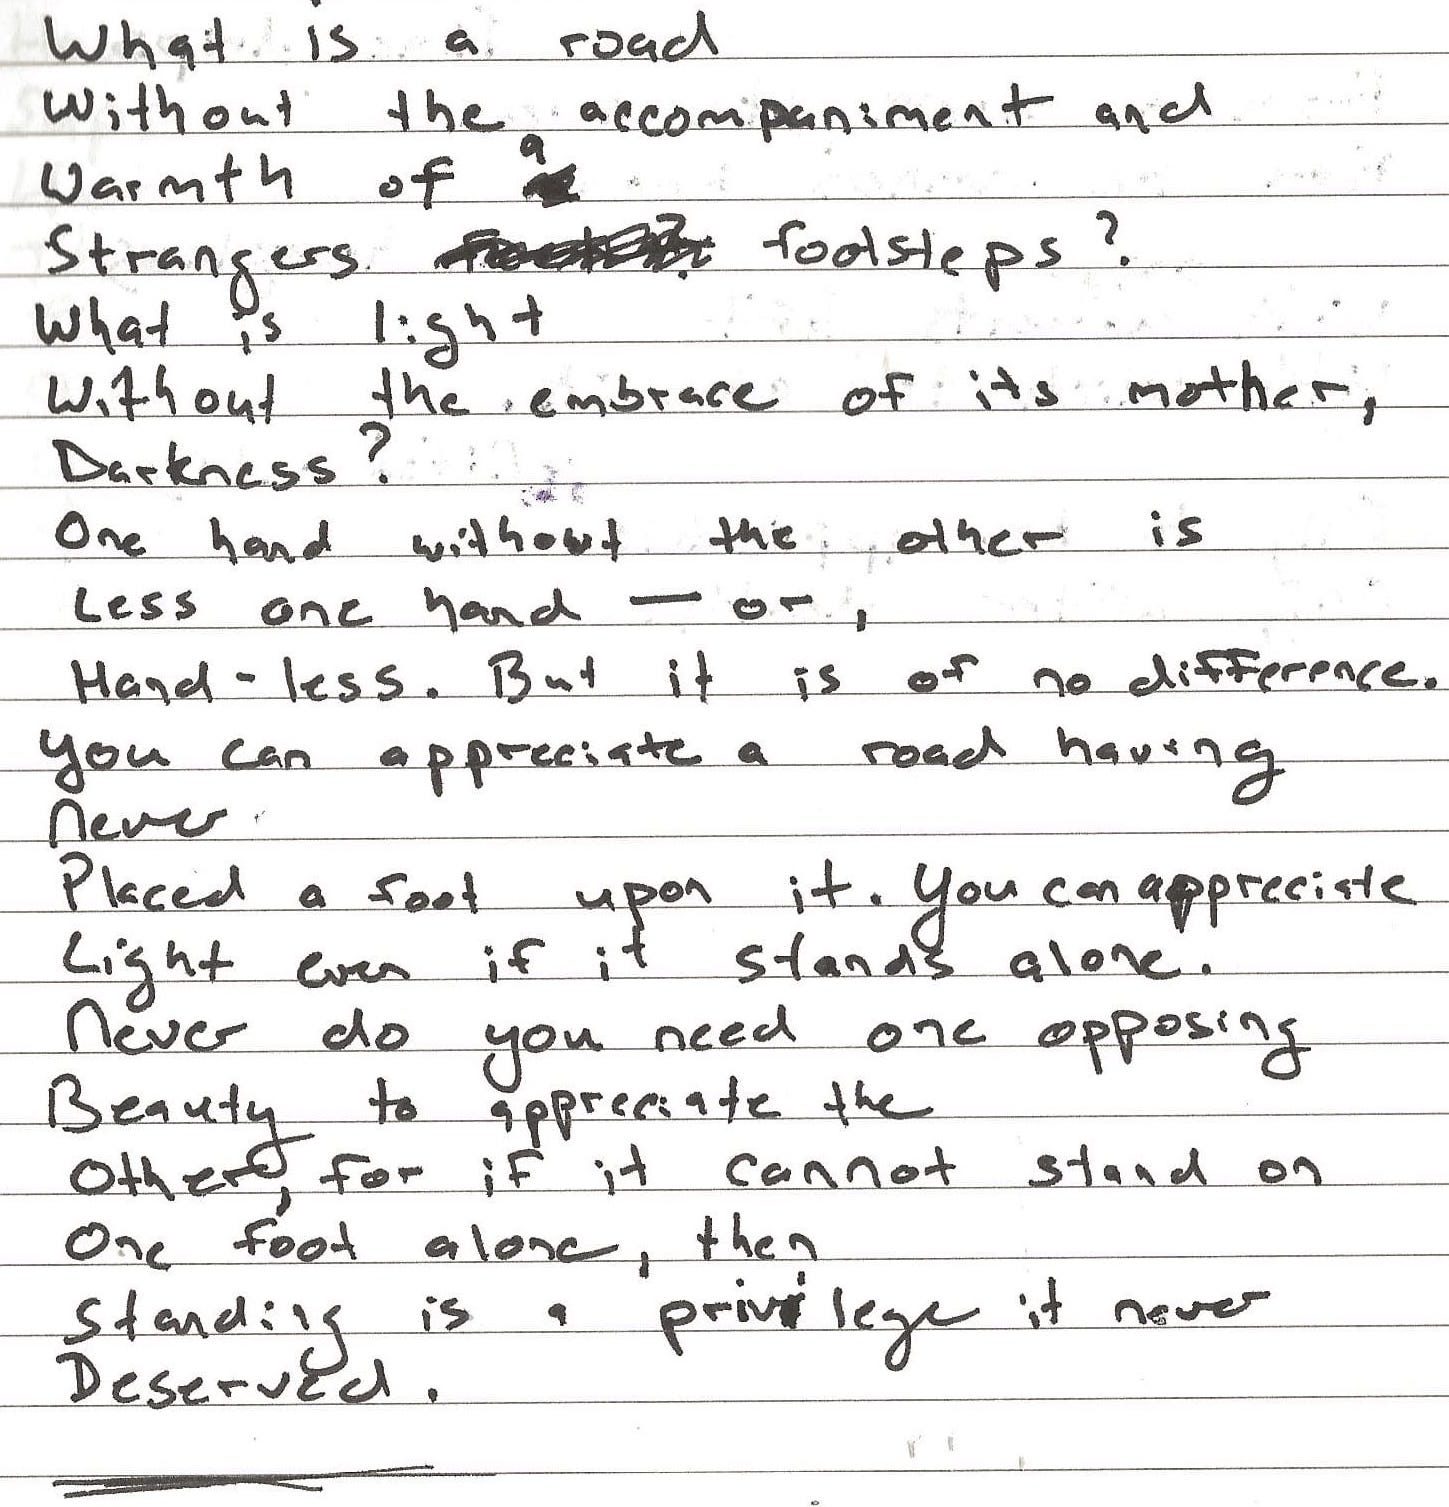 What is a road
Without the accompaniment and
Warmth of a
Strangers footsteps?
What is light
Without the embrace of its mother,
Darkness?
One hand without the other is
Less one hand — or,
Hand-less. But it is of no difference.
You can appreciate a road having
Never
Placed a foot upon it. You can appreciate
Light even if it stands alone.
Never do you need one opposing
Beauty to appreciate the
Other, for if it cannot stand on
One foot alone, then
Standing is a privilege it never
Deserved.